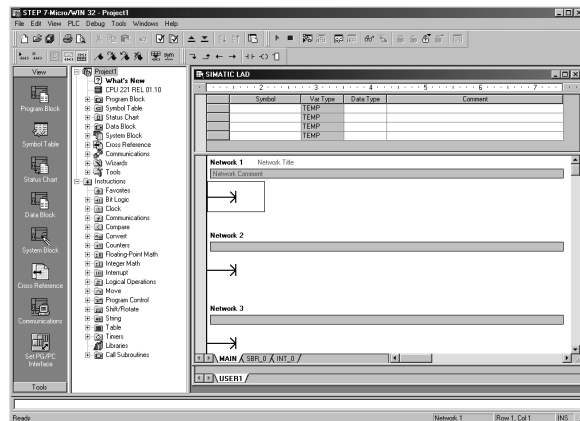 STEP 7-Micro/WIN 32 - Project1
File Edit View PLC Debug Tools Windows Help
View
Program Block
Symbol Table
Status Chart
Data Block
System Block
Cross Reference
Communications
Set PG/PC
Interface
Tools
Project1
What's New
CPU 221 REL 01.10
Program Block
Symbol Table
Status Chart
Data Block
System Block
Cross Reference
Communications
Wizards
Tools
Instructions
Favorites
Bit Logic
Clock
Communications
Compare
Convert
Counters
Floating-Point Math
Integer Math
Interrupt
Logical Operations
Move
Program Control
Shift/Rotate
String
Table
Timers
Libraries
Call Subroutines
SIMATIC LAD
2 3 4 5 6 7
Symbol Var Type Data Type Comment
TEMP
TEMP
TEMP
TEMP
Network 1 Network Title
Network Comment
Network 2
Network 3
MAIN SBR_0 INT_0
USER1
Ready Network 1 Row 1, Col 1 INS